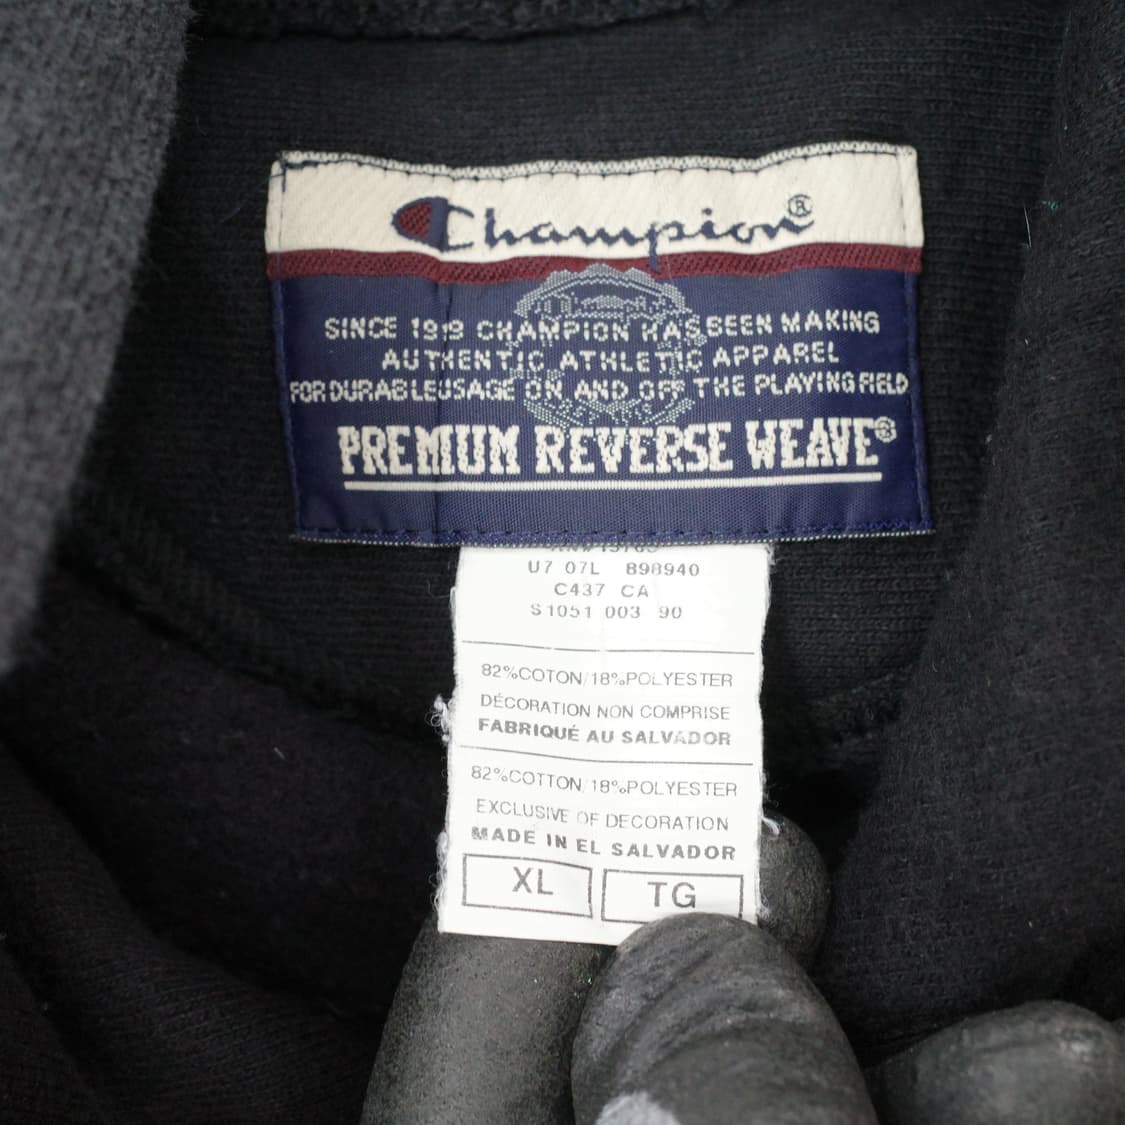 Champion®
SINCE 1919 CHAMPION HAS BEEN MAKING
AUTHENTIC ATHLETIC APPAREL
FOR DURABLE USAGE ON AND OFF THE PLAYING FIELD
PREMIUM REVERSE WEAVE®
U7 07L 898940
C437 CA
S1051 003 90
82%COTON/18%POLYESTER
DÉCORATION NON COMPRISE
FABRIQUÉ AU SALVADOR
82%COTTON/18%POLYESTER
EXCLUSIVE OF DECORATION
MADE IN EL SALVADOR
XL TG